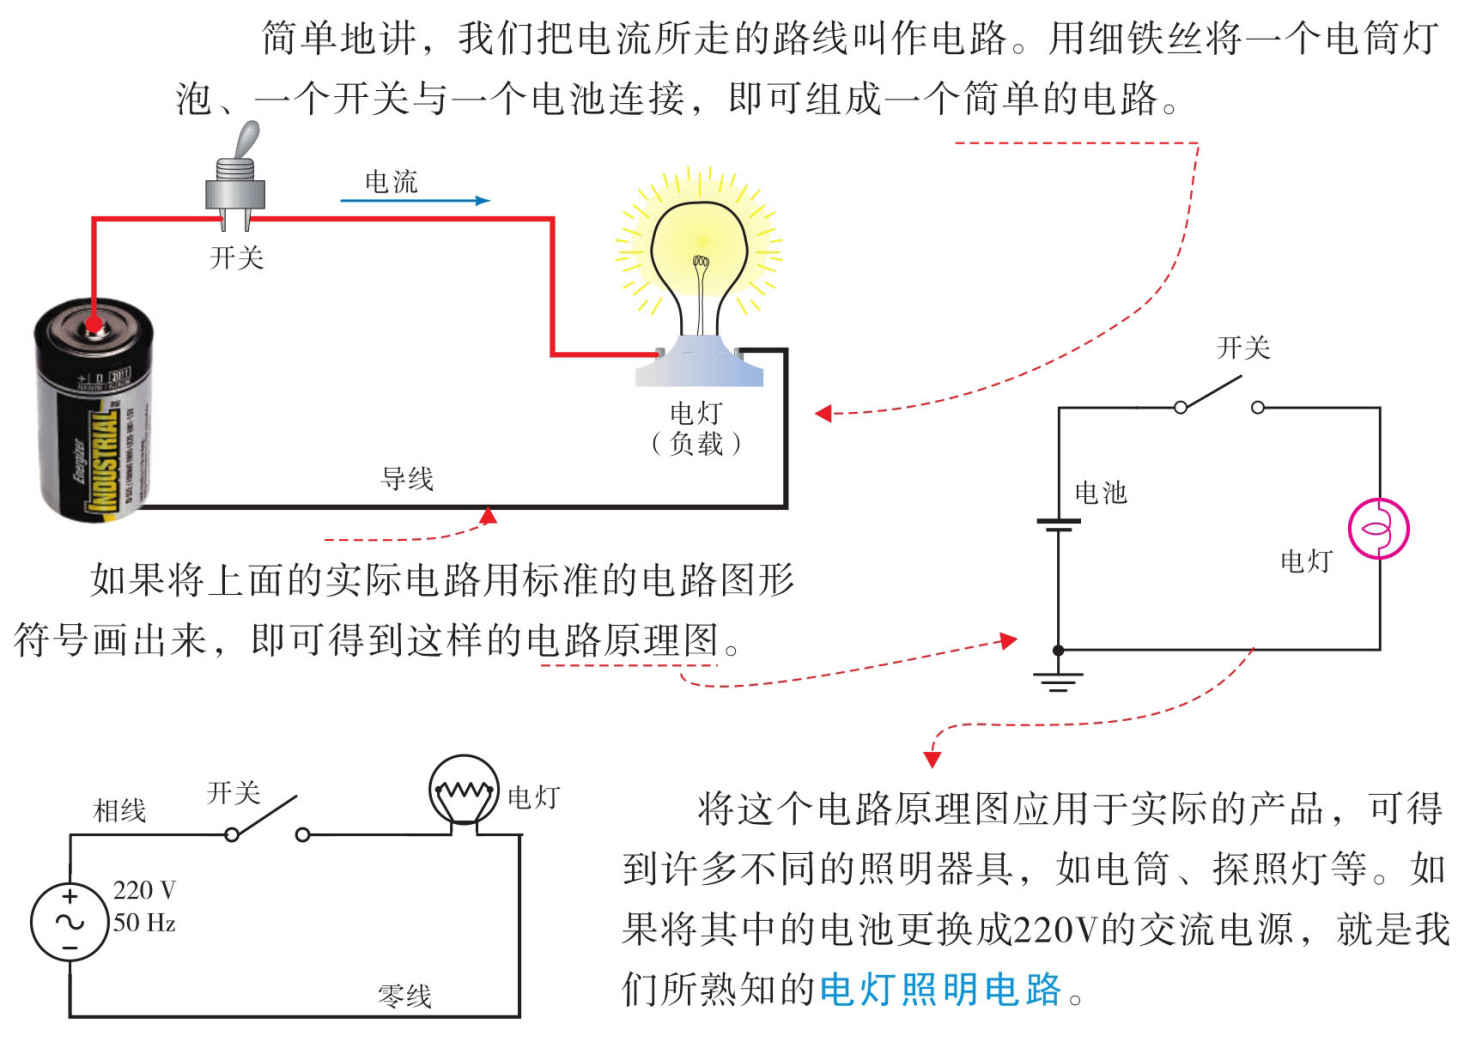 简单地讲，我们把电流所走的路线叫作电路。用细铁丝将一个电筒灯
泡、一个开关与一个电池连接，即可组成一个简单的电路。
电流
开关
电灯
（负载）
导线
Energizer
INDUSTRIAL
开关
电池
电灯
如果将上面的实际电路用标准的电路图形
符号画出来，即可得到这样的电路原理图。
相线
开关
电灯
+
220 V
50 Hz
零线
将这个电路原理图应用于实际的产品，可得
到许多不同的照明器具，如电筒、探照灯等。如
果将其中的电池更换成220V的交流电源，就是我
们所熟知的电灯照明电路。